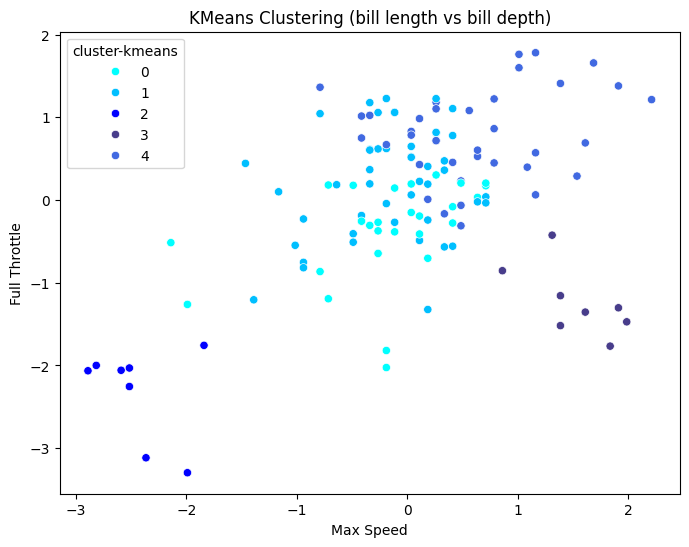 KMeans Clustering (bill length vs bill depth)
cluster-kmeans
0
1
2
3
4
2
1
0
−1
−2
−3
Full Throttle
−3 −2 −1 0 1 2
Max Speed